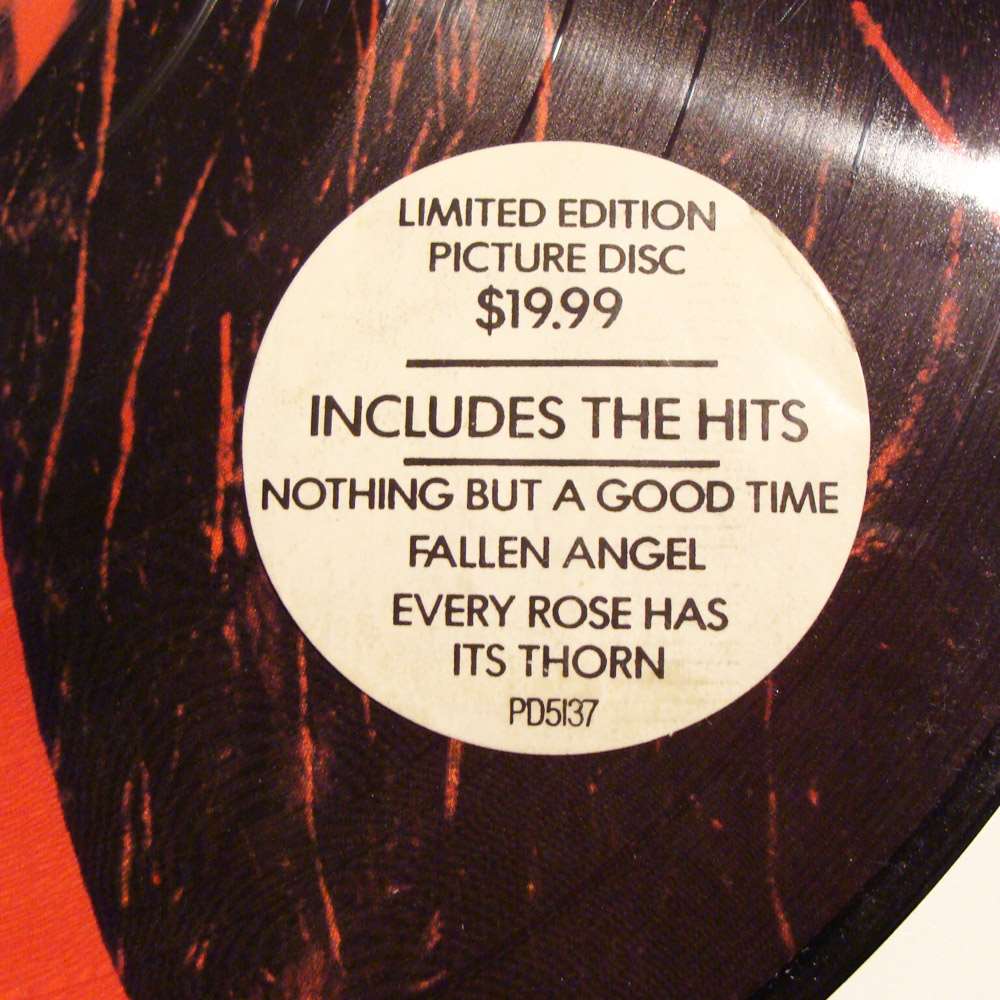 LIMITED EDITION
PICTURE DISC
$19.99
INCLUDES THE HITS
NOTHING BUT A GOOD TIME
FALLEN ANGEL
EVERY ROSE HAS
ITS THORN
PD5137